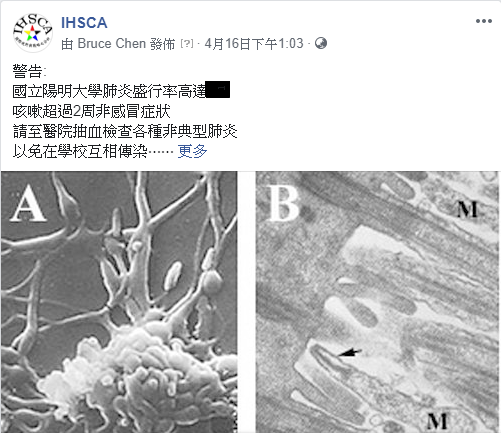 IHSCA
IHSCA
由 Bruce Chen 發佈 [?] · 4月16日下午1:03 ·
警告:
國立陽明大學肺炎盛行率高達
咳嗽超過2周非感冒症狀
請至醫院抽血檢查各種非典型肺炎
以免在學校互相傳染⋯⋯ 更多
A
B
M
M